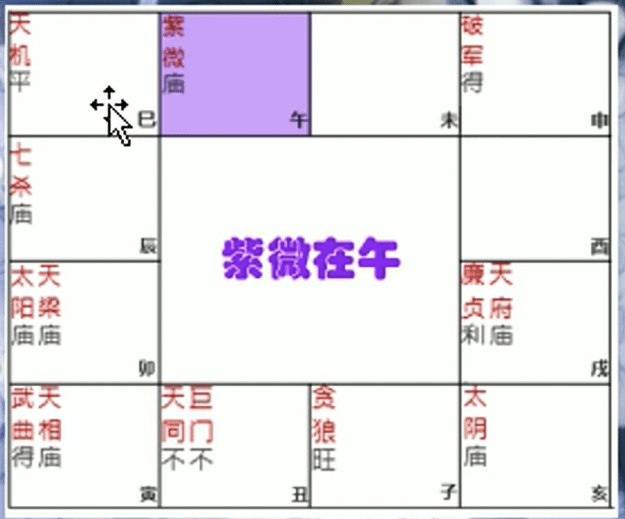 天机平
巳
紫微庙
午
未
破军得
申
七杀庙
辰
紫微在午
酉
太阳庙
天梁庙
卯
廉贞利
天府庙
戌
武曲得
天相庙
寅
天同不
巨门不
丑
贪狼旺
子
太阴庙
亥